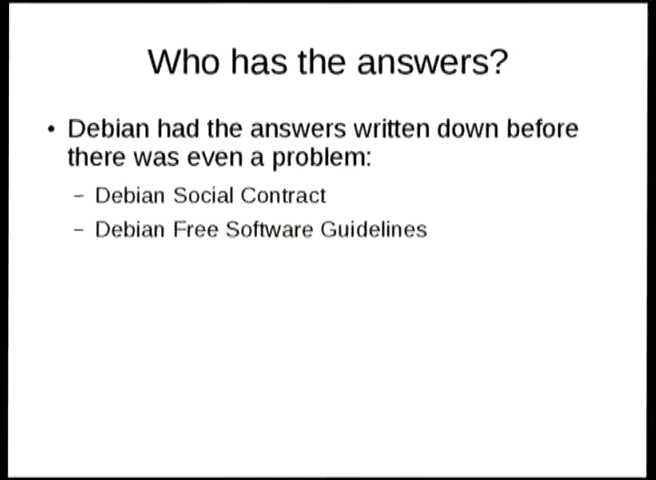 Who has the answers?
• Debian had the answers written down before
there was even a problem:
– Debian Social Contract
– Debian Free Software Guidelines